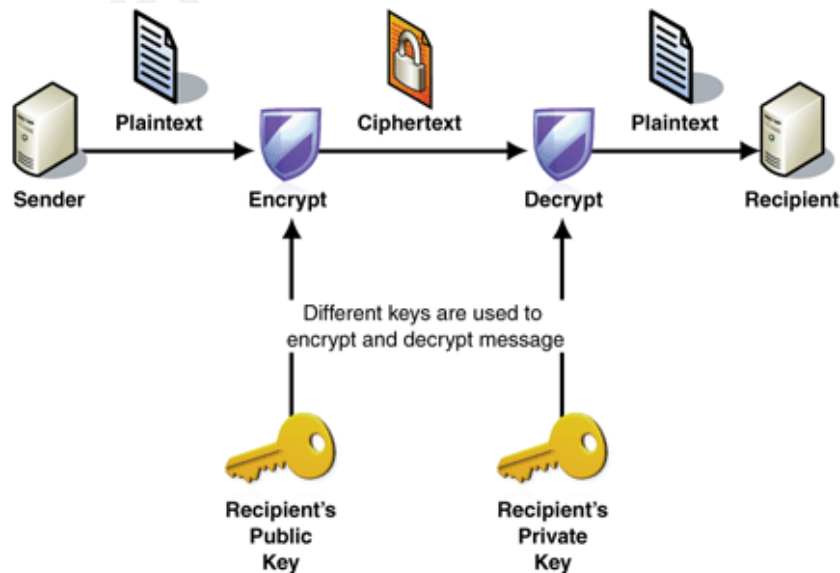 Plaintext
Ciphertext
Plaintext
Sender
Encrypt
Decrypt
Recipient
Different keys are used to
encrypt and decrypt message
Recipient's
Public
Key
Recipient's
Private
Key